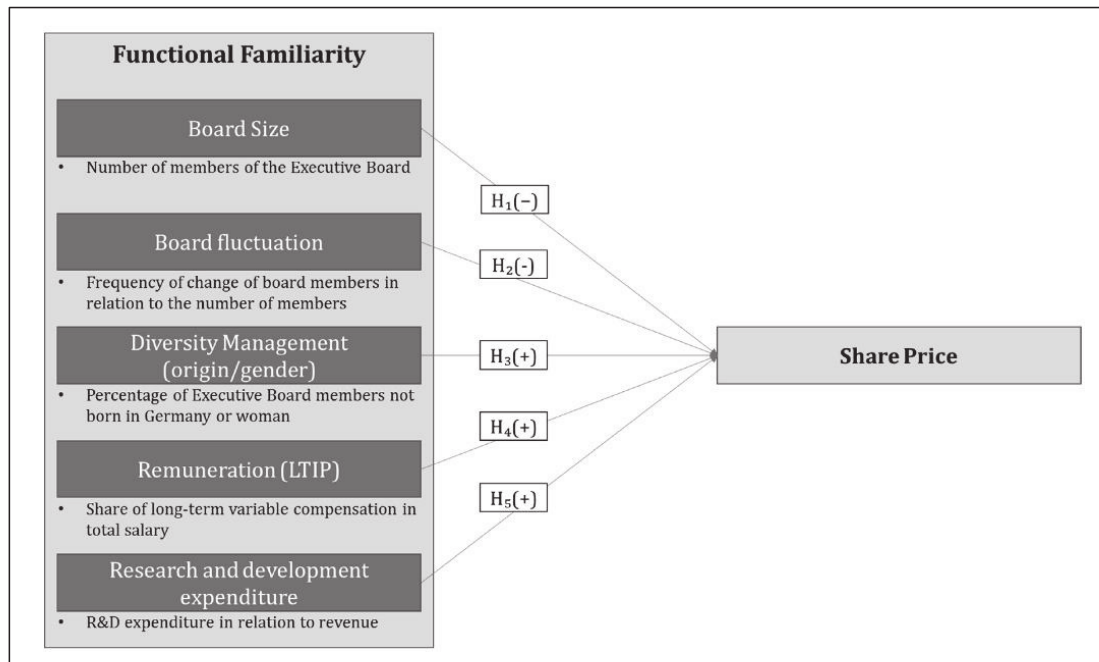 Functional Familiarity
Board Size
• Number of members of the Executive Board
Board fluctuation
• Frequency of change of board members in
relation to the number of members
Diversity Management
(origin/gender)
• Percentage of Executive Board members not
born in Germany or woman
Remuneration (LTIP)
• Share of long-term variable compensation in
total salary
Research and development
expenditure
• R&D expenditure in relation to revenue
H₁(−)
H₂(-)
H₃(+)
H₄(+)
H₅(+)
Share Price